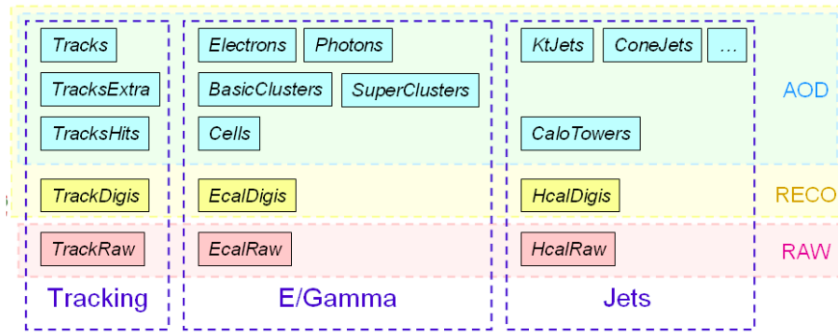 Tracks Electrons Photons KtJets ConeJets ...
TracksExtra BasicClusters SuperClusters AOD
TracksHits Cells CaloTowers
TrackDigis EcalDigis HcalDigis RECO
TrackRaw EcalRaw HcalRaw RAW
Tracking E/Gamma Jets